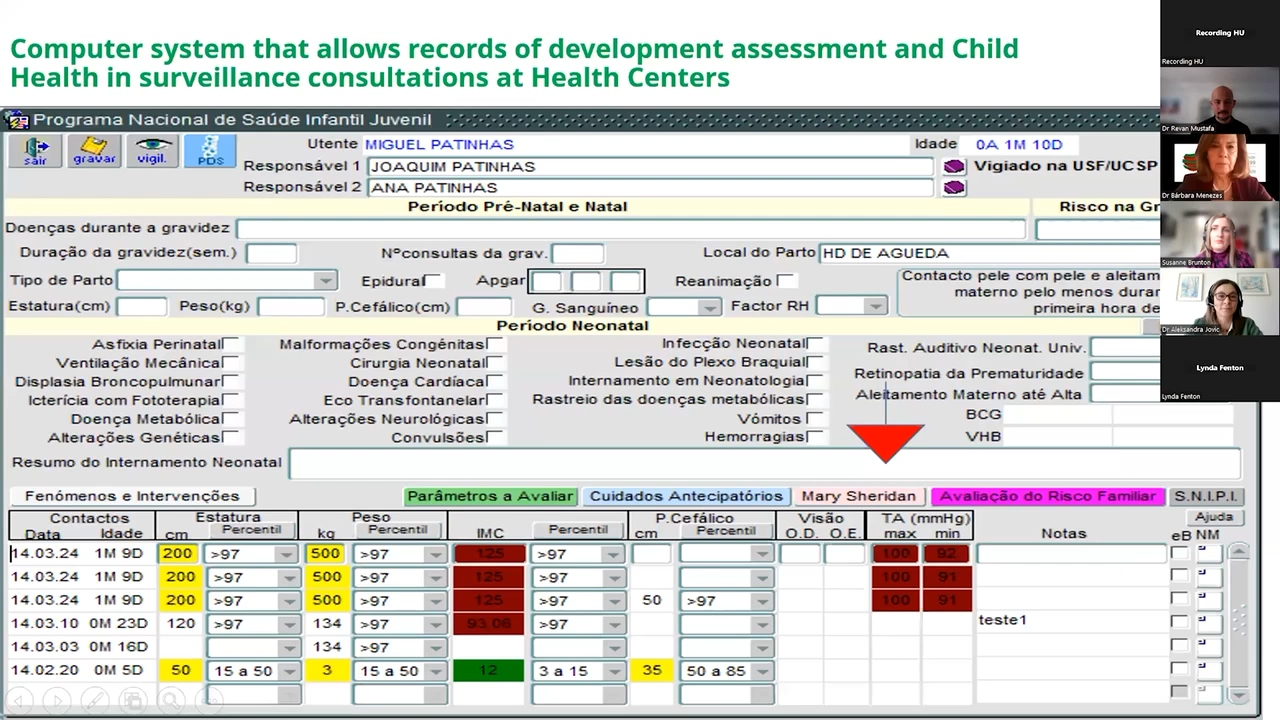 Computer system that allows records of development assessment and Child
Health in surveillance consultations at Health Centers
Programa Nacional de Saúde Infantil Juvenil
sair gravar vigil. PDS
Utente MIGUEL PATINHAS Idade 0A 1M 10D
Responsável 1 JOAQUIM PATINHAS Vigiado na USF/UCSP
Responsável 2 ANA PATINHAS
Período Pré-Natal e Natal Risco na Gr
Doenças durante a gravidez
Duração da gravidez(sem.) Nºconsultas da grav. Local do Parto HD DE AGUEDA
Tipo de Parto Epidural Apgar Reanimação
Contacto pele com pele e aleitam
materno pelo menos durar
primeira hora de
Estatura(cm) Peso(kg) P.Cefálico(cm) G. Sanguíneo Factor RH
Período Neonatal
Asfixia Perinatal Malformações Congénitas Infecção Neonatal Rast. Auditivo Neonat. Univ.
Ventilação Mecânica Cirurgia Neonatal Lesão do Plexo Braquial
Displasia Broncopulmunar Doença Cardíaca Internamento em Neonatologia Retinopatia da Prematuridade
Icterícia com Fototerapia Eco Transfontanelar Rastreio das doenças metabólicas Aleitamento Materno até Alta
Doença Metabólica Alterações Neurológicas Vómitos BCG
Alterações Genéticas Convulsões Hemorragias VHB
Resumo do Internamento Neonatal
Fenómenos e Intervenções Parâmetros a Avaliar Cuidados Antecipatórios Mary Sheridan Avaliação do Risco Familiar S.N.I.P.I.
Contactos Estatura Peso P.Cefálico Visão TA (mmHg) Ajuda
Data Idade cm Percentil kg Percentil IMC Percentil cm Percentil O.D. O.E. max min Notas eB NM
14.03.24 1M 9D 200 >97 500 >97 125 >97 100 92
14.03.24 1M 9D 200 >97 500 >97 125 >97 100 91
14.03.24 1M 9D 200 >97 500 >97 125 >97 50 >97 100 91
14.03.10 0M 23D 120 >97 134 >97 93.06 >97 teste1
14.03.03 0M 16D 134 >97
14.02.20 0M 5D 50 15 a 50 3 15 a 50 12 3 a 15 35 50 a 85
Recording HU
Recording HU
Dr Revan Mustafa
Dr Bárbara Menezes
Susanne Brunton
Dr Aleksandra Jovic
Lynda Fenton
Lynda Fenton